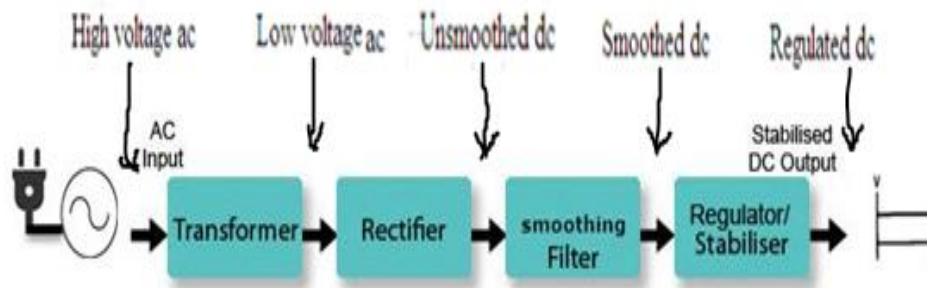 High voltage ac
Low voltage ac
Unsmoothed dc
Smoothed dc
Regulated dc
AC
Input
Stabilised
DC Output
Transformer
Rectifier
smoothing
Filter
Regulator/
Stabiliser
v